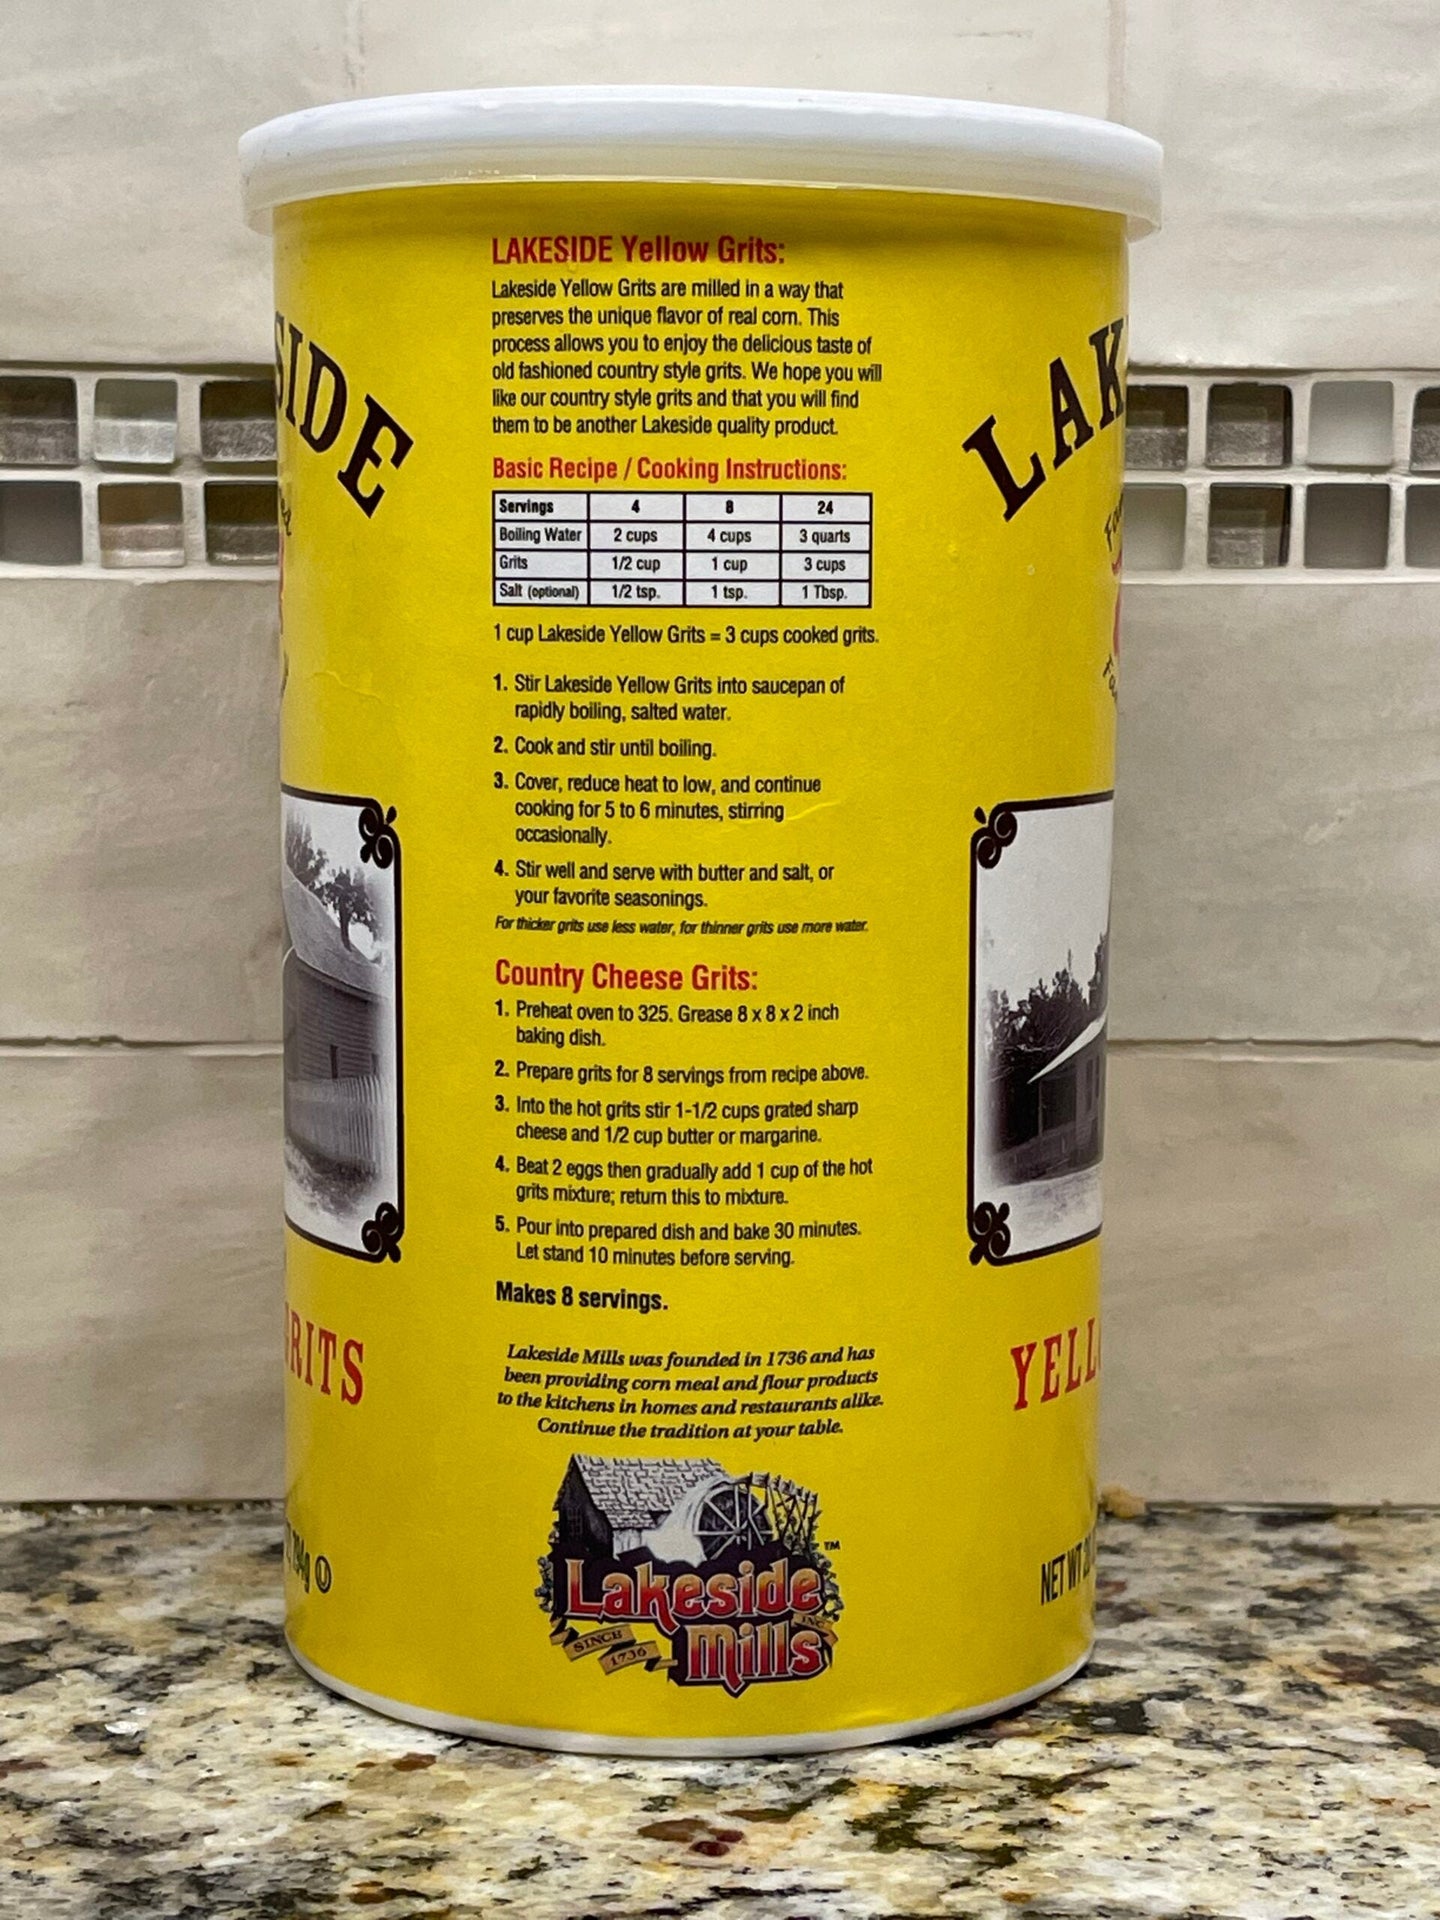 LAKESIDE Yellow Grits:
Lakeside Yellow Grits are milled in a way that
preserves the unique flavor of real corn. This
process allows you to enjoy the delicious taste of
old fashioned country style grits. We hope you will
like our country style grits and that you will find
them to be another Lakeside quality product.
Basic Recipe / Cooking Instructions:
Servings 4 8 24
Boiling Water 2 cups 4 cups 3 quarts
Grits 1/2 cup 1 cup 3 cups
Salt (optional) 1/2 tsp. 1 tsp. 1 Tbsp.
1 cup Lakeside Yellow Grits = 3 cups cooked grits.
1. Stir Lakeside Yellow Grits into saucepan of
rapidly boiling, salted water.
2. Cook and stir until boiling.
3. Cover, reduce heat to low, and continue
cooking for 5 to 6 minutes, stirring
occasionally.
4. Stir well and serve with butter and salt, or
your favorite seasonings.
For thicker grits use less water, for thinner grits use more water.
Country Cheese Grits:
1. Preheat oven to 325. Grease 8 x 8 x 2 inch
baking dish.
2. Prepare grits for 8 servings from recipe above.
3. Into the hot grits stir 1-1/2 cups grated sharp
cheese and 1/2 cup butter or margarine.
4. Beat 2 eggs then gradually add 1 cup of the hot
grits mixture; return this to mixture.
5. Pour into prepared dish and bake 30 minutes.
Let stand 10 minutes before serving.
Makes 8 servings.
Lakeside Mills was founded in 1736 and has
been providing corn meal and flour products
to the kitchens in homes and restaurants alike.
Continue the tradition at your table.
Lakeside TM
Mills INC
SINCE
1736
SIDE
RITS
LAK
YELL
NET WT